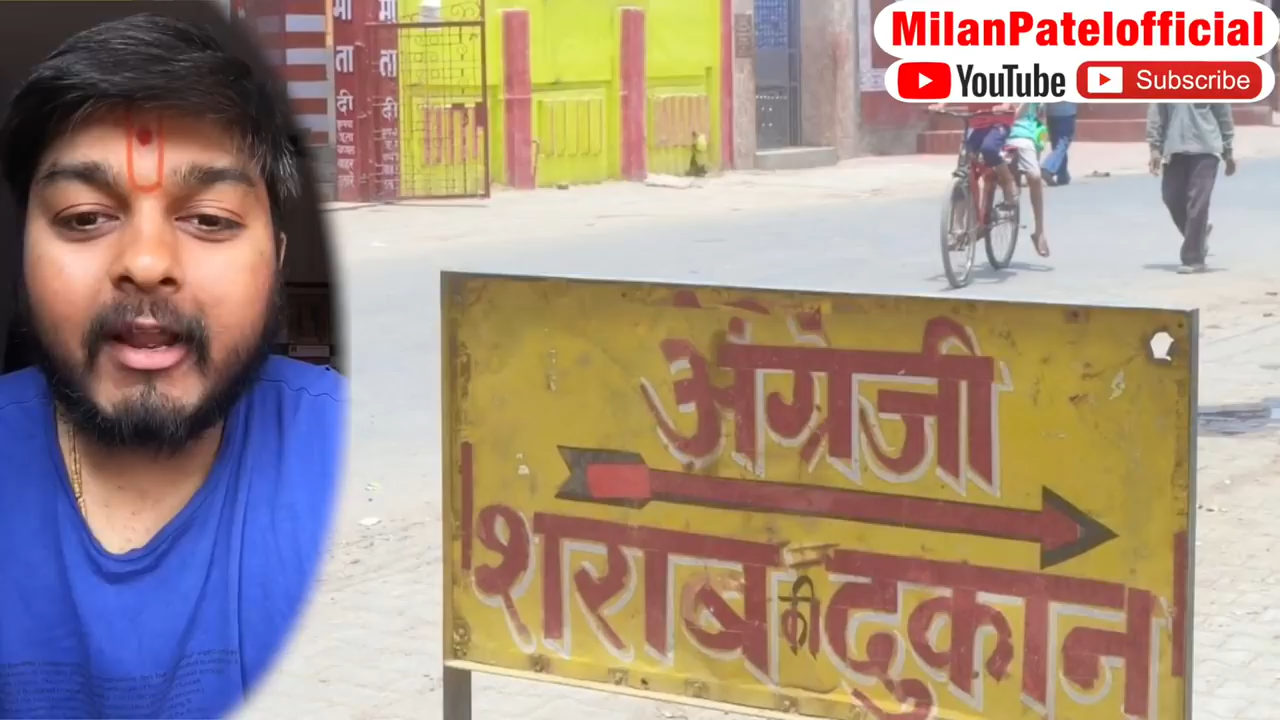 MilanPatelofficial
YouTube Subscribe
मा मा
ता ता
दी दी
अंग्रेजी
शराब की दुकान